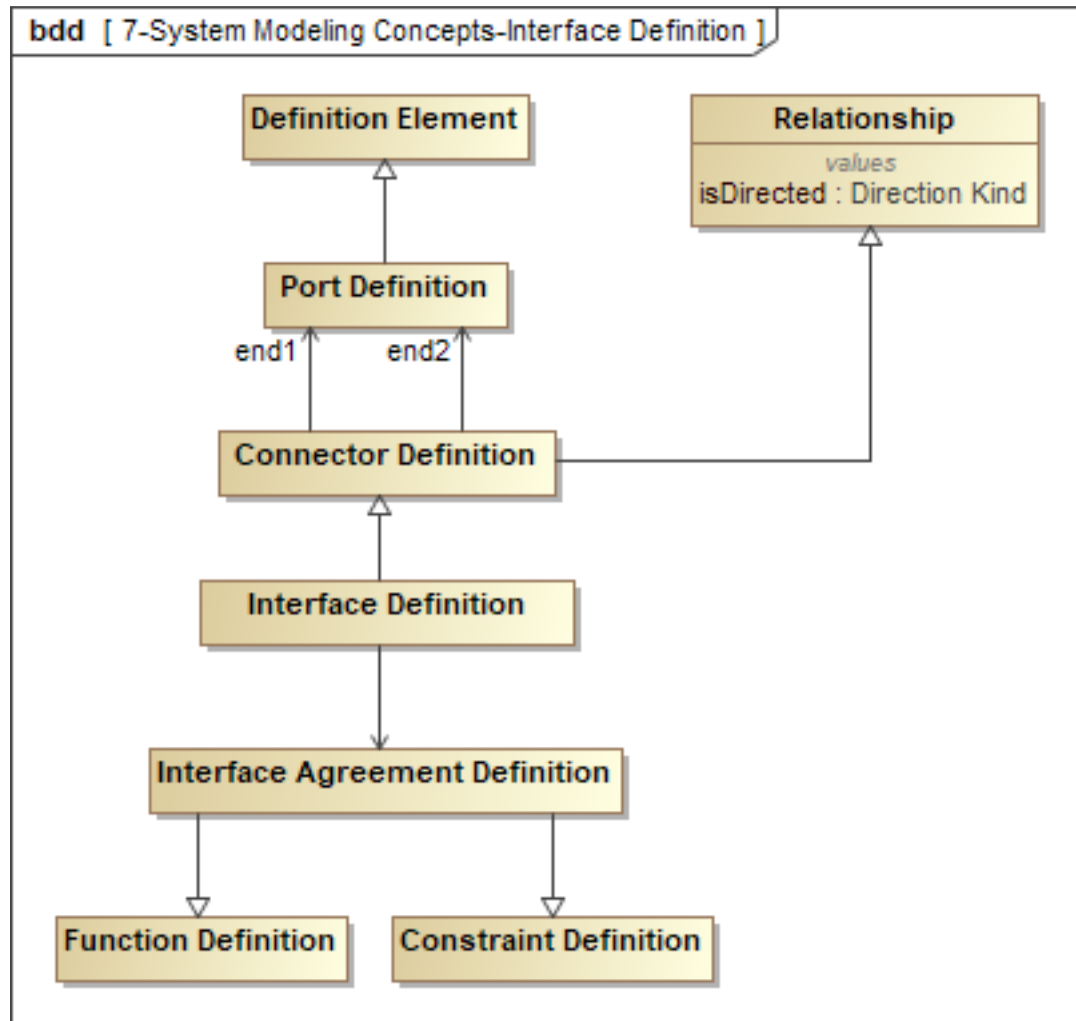 bdd [ 7-System Modeling Concepts-Interface Definition ]
Definition Element
Relationship
values
isDirected : Direction Kind
Port Definition
end1
end2
Connector Definition
Interface Definition
Interface Agreement Definition
Function Definition
Constraint Definition